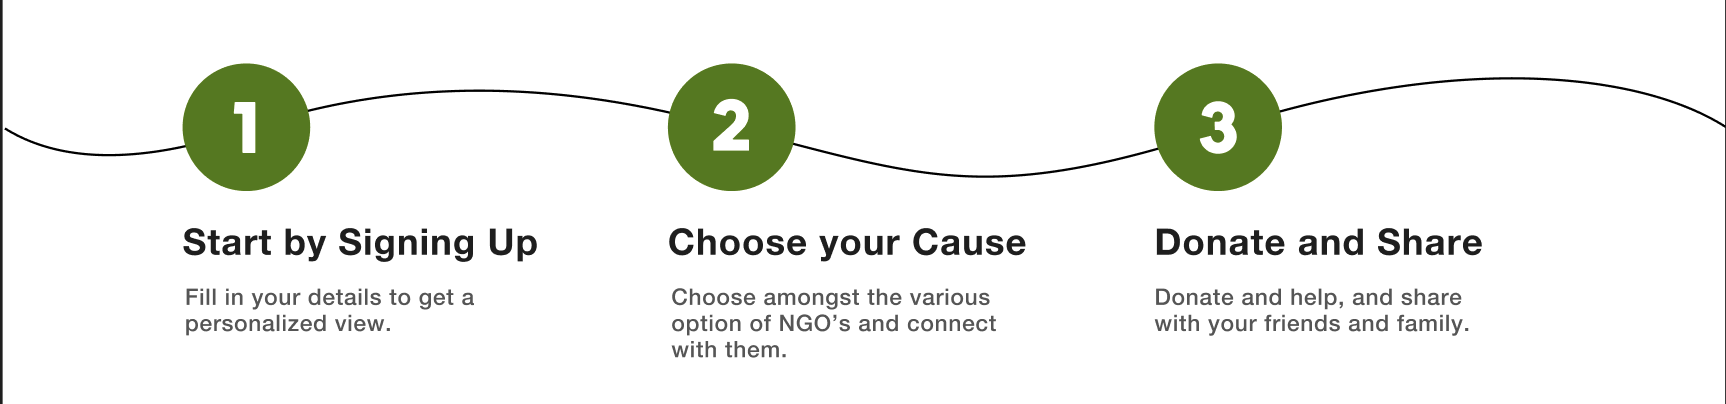 1
2
3
Start by Signing Up
Fill in your details to get a
personalized view.
Choose your Cause
Choose amongst the various
option of NGO’s and connect
with them.
Donate and Share
Donate and help, and share
with your friends and family.